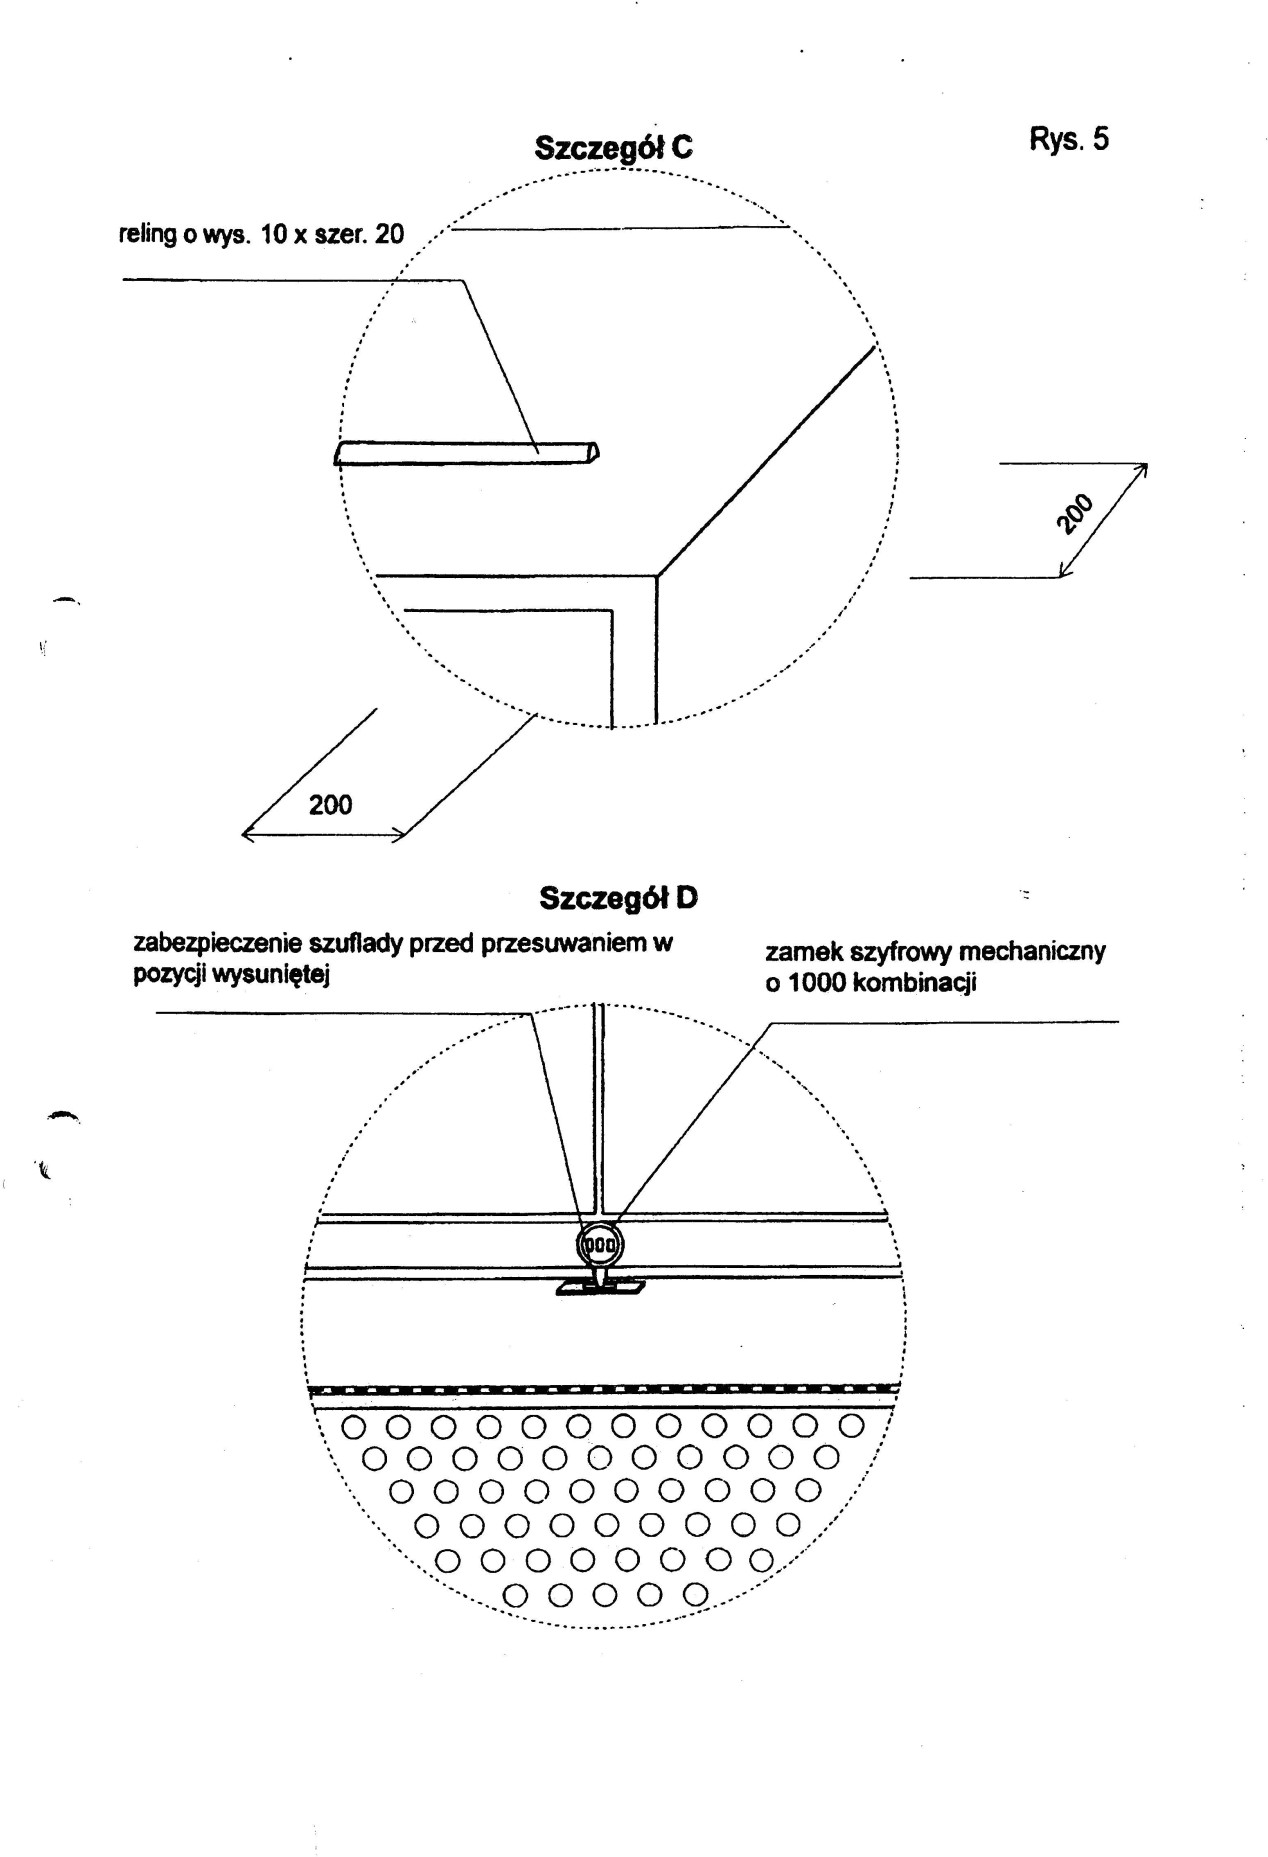 Szczegół C
Rys. 5
reling o wys. 10 x szer. 20
200
200
Szczegół D
zabezpieczenie szuflady przed przesuwaniem w
pozycji wysuniętej
zamek szyfrowy mechaniczny
o 1000 kombinacji
000